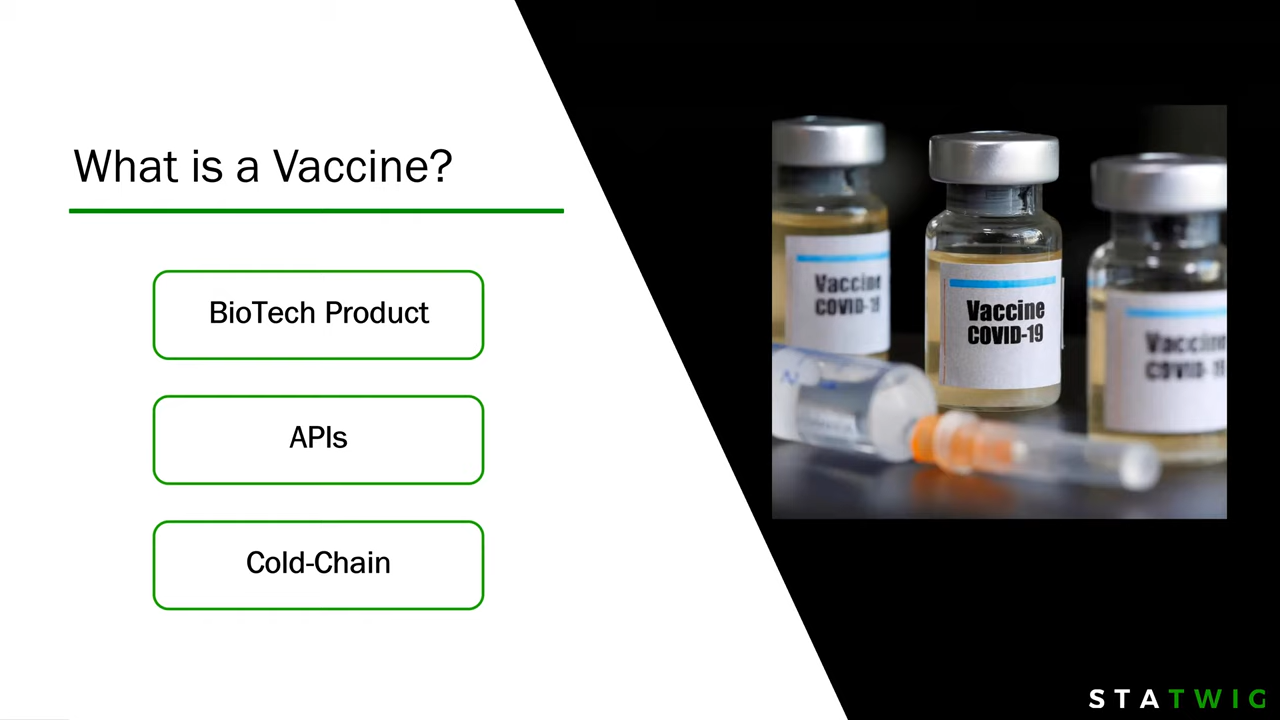 What is a Vaccine?
BioTech Product
APIs
Cold-Chain
Vaccine
COVID-19
Vaccine
COVID-19
Vaccine
COVID-19
STATWIG